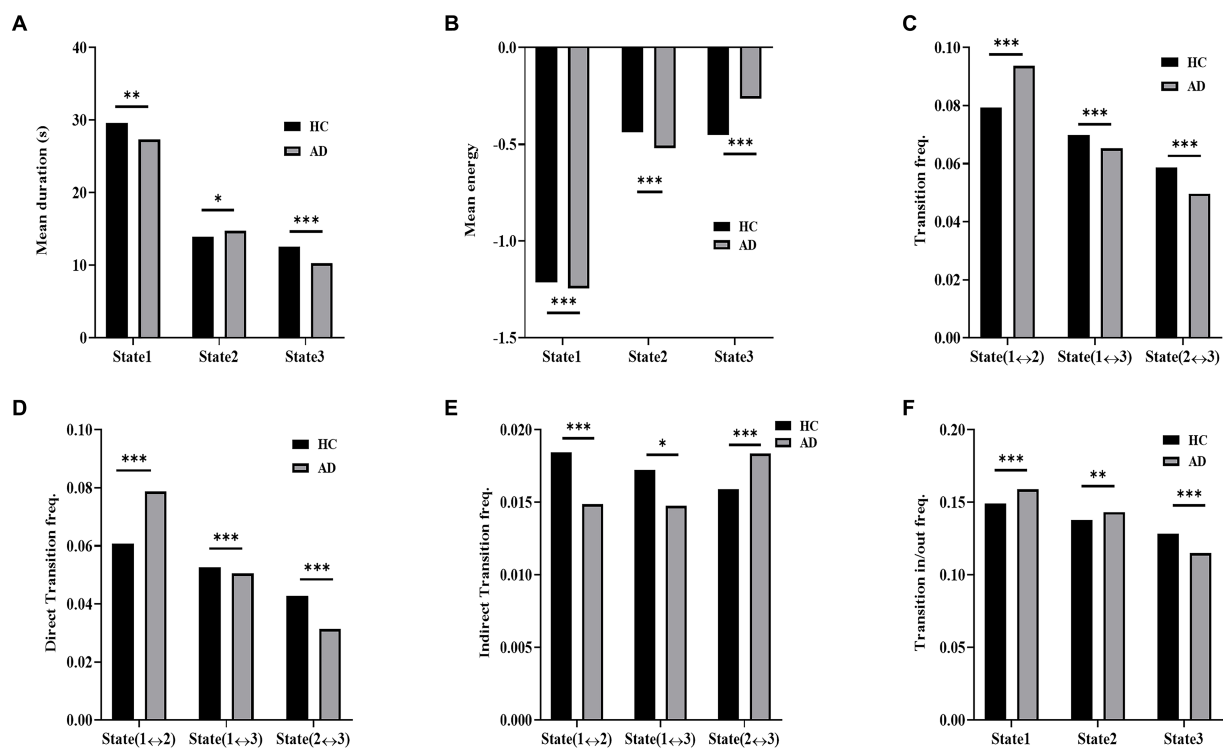 A
Mean duration (s)
40
30
20
10
0
**
*
***
HC
AD
State1 State2 State3
B
Mean energy
0.0
-0.5
-1.0
-1.5
***
***
***
HC
AD
State1 State2 State3
C
Transition freq.
0.10
0.08
0.06
0.04
0.02
0.00
***
***
***
HC
AD
State(1↔2) State(1↔3) State(2↔3)
D
Direct Transition freq.
0.10
0.08
0.06
0.04
0.02
0.00
***
***
***
HC
AD
State(1↔2) State(1↔3) State(2↔3)
E
Indirect Transition freq.
0.020
0.015
0.010
0.005
0.000
***
*
***
HC
AD
State(1↔2) State(1↔3) State(2↔3)
F
Transition in/out freq.
0.20
0.15
0.10
0.05
0.00
***
**
***
HC
AD
State1 State2 State3